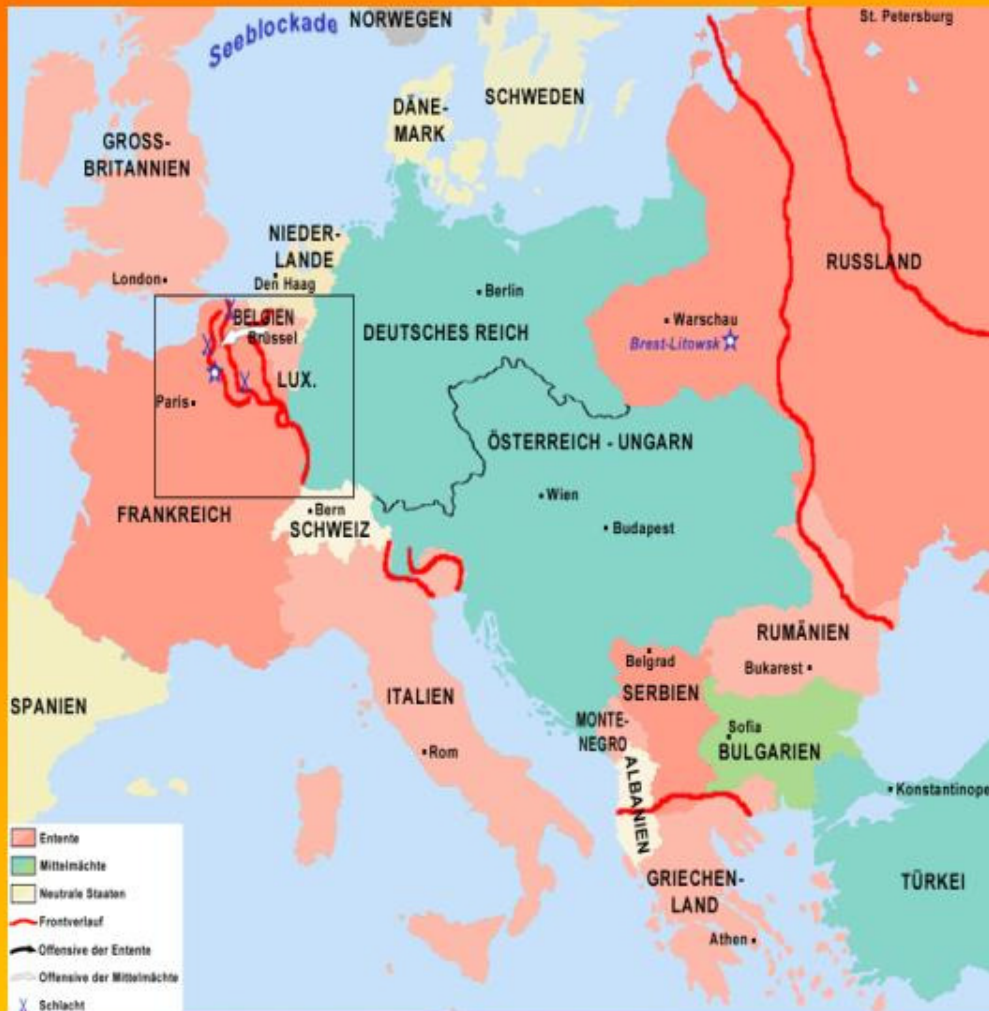 Seeblockade
NORWEGEN
St. Petersburg
SCHWEDEN
DÄNE-
MARK
GROSS-
BRITANNIEN
NIEDER-
LANDE
RUSSLAND
London
Den Haag
Berlin
BELGIEN
Brüssel
DEUTSCHES REICH
Warschau
Brest-Litowsk
LUX.
Paris
ÖSTERREICH - UNGARN
Wien
FRANKREICH
Bern
SCHWEIZ
Budapest
RUMÄNIEN
Belgrad
Bukarest
SERBIEN
ITALIEN
SPANIEN
MONTE-
NEGRO
Sofia
BULGARIEN
Rom
ALBANIEN
Konstantinope
Entente
Mittelmächte
Neutrale Staaten
Frontverlauf
Offensive der Entente
Offensive der Mittelmächte
Schlacht
GRIECHEN-
LAND
TÜRKEI
Athen